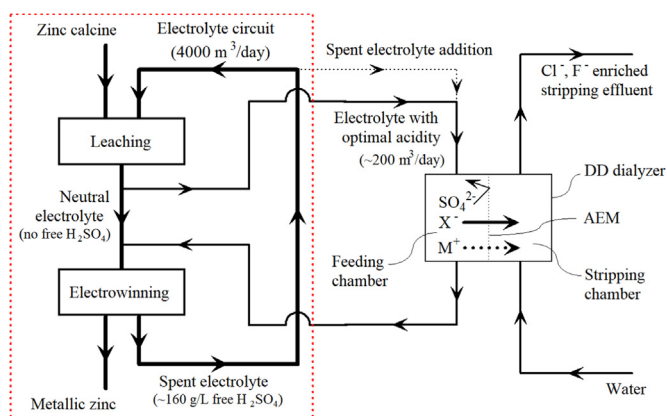 Zinc calcine
Electrolyte circuit
(4000 m³/day)
Spent electrolyte addition
Cl⁻, F⁻ enriched
stripping effluent
Leaching
Electrolyte with
optimal acidity
(~200 m³/day)
DD dialyzer
Neutral
electrolyte
(no free H₂SO₄)
SO₄²⁻
X⁻
M⁺
AEM
Feeding
chamber
Stripping
chamber
Electrowinning
Spent electrolyte
(~160 g/L free H₂SO₄)
Metallic zinc
Water